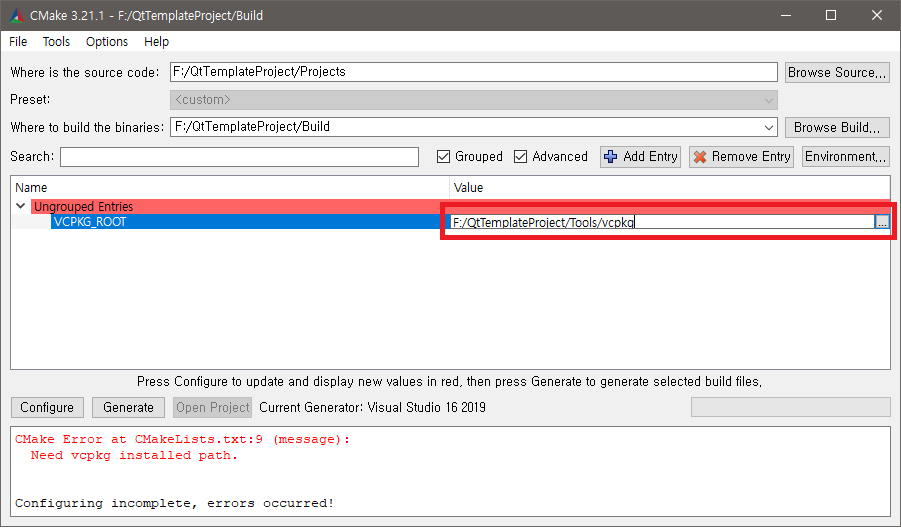 CMake 3.21.1 - F:/QtTemplateProject/Build
File Tools Options Help
Where is the source code: F:/QtTemplateProject/Projects Browse Source...
Preset: <custom>
Where to build the binaries: F:/QtTemplateProject/Build Browse Build...
Search: Grouped Advanced Add Entry Remove Entry Environment...
Name Value
Ungrouped Entries
VCPKG_ROOT F:/QtTemplateProject/Tools/vcpkg ...
Press Configure to update and display new values in red, then press Generate to generate selected build files.
Configure Generate Open Project Current Generator: Visual Studio 16 2019
CMake Error at CMakeLists.txt:9 (message):
Need vcpkg installed path.
Configuring incomplete, errors occurred!